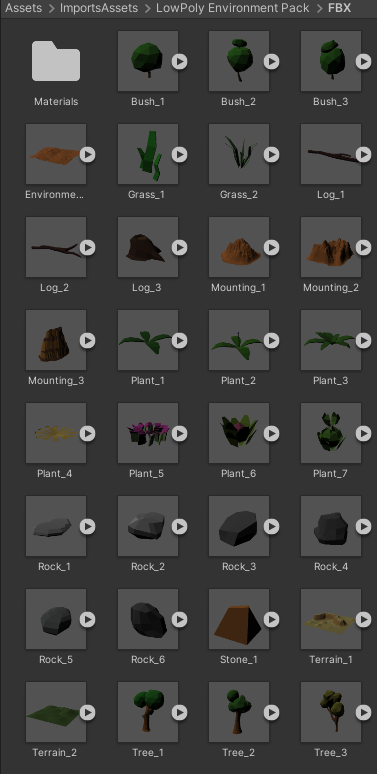 Assets > ImportsAssets > LowPoly Environment Pack > FBX
Materials Bush_1 Bush_2 Bush_3
Environme... Grass_1 Grass_2 Log_1
Log_2 Log_3 Mounting_1 Mounting_2
Mounting_3 Plant_1 Plant_2 Plant_3
Plant_4 Plant_5 Plant_6 Plant_7
Rock_1 Rock_2 Rock_3 Rock_4
Rock_5 Rock_6 Stone_1 Terrain_1
Terrain_2 Tree_1 Tree_2 Tree_3